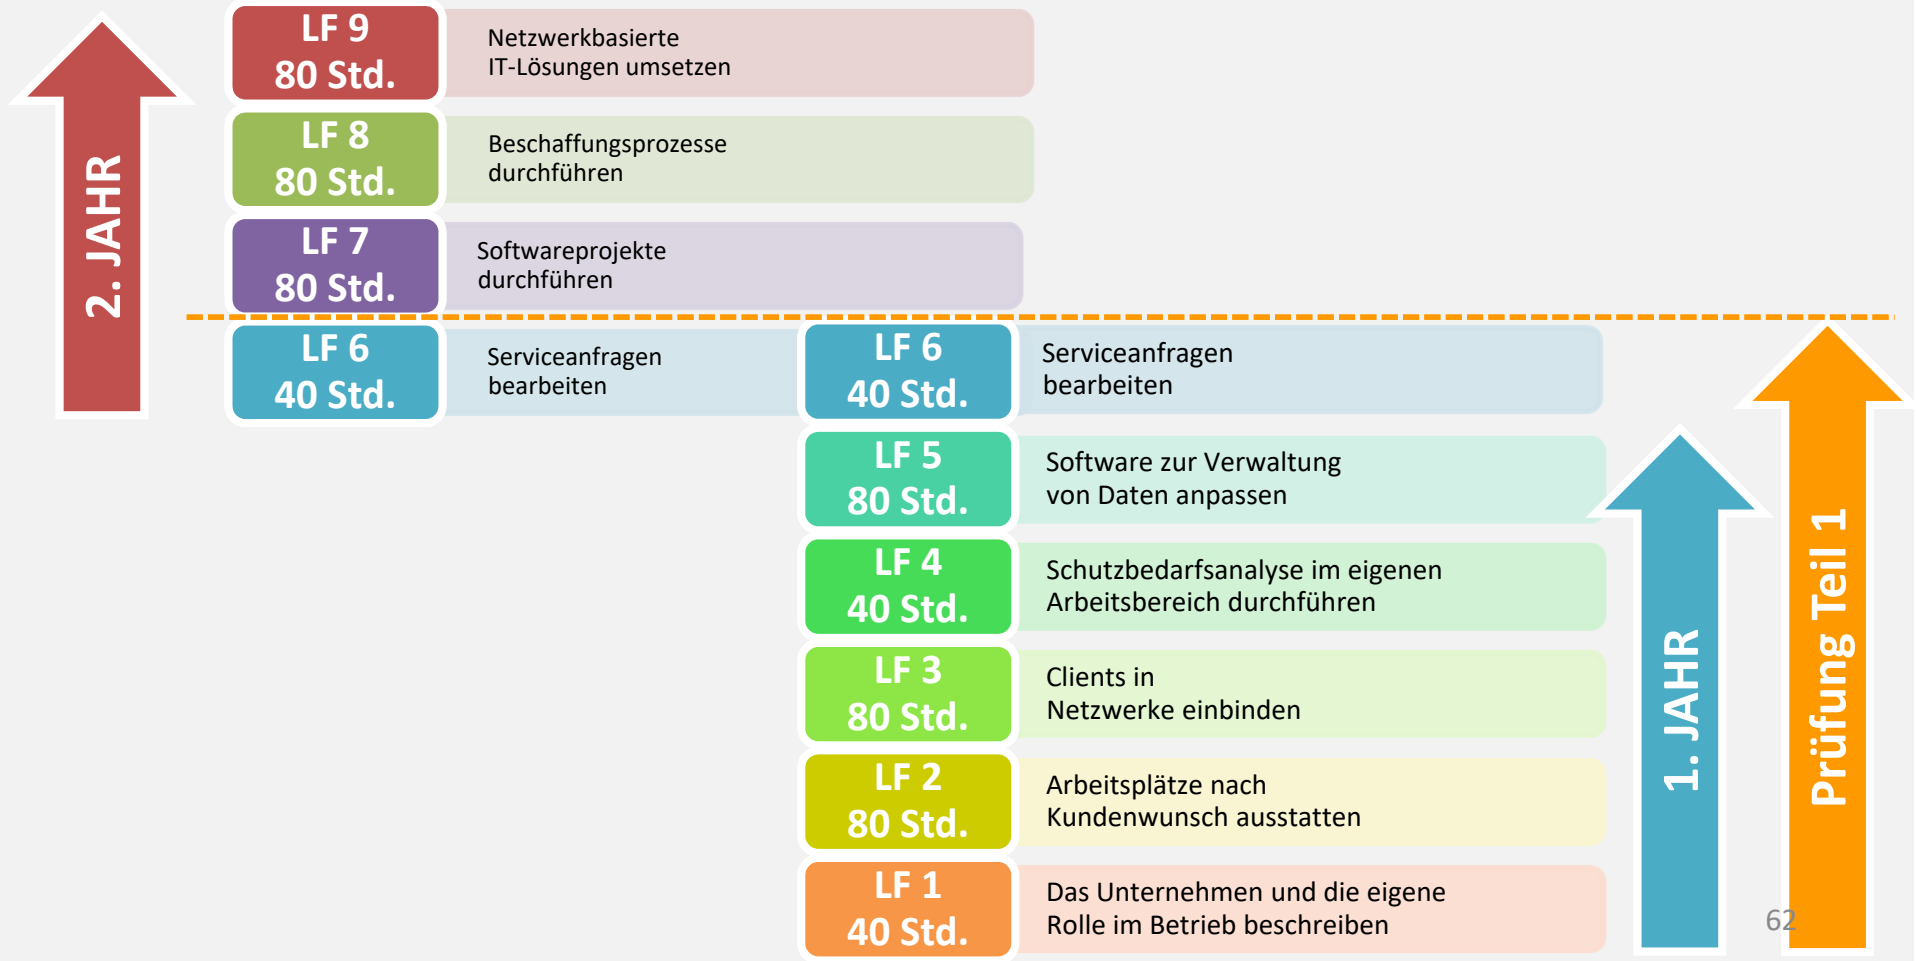 2. JAHR
LF 9
80 Std.
Netzwerkbasierte
IT-Lösungen umsetzen
LF 8
80 Std.
Beschaffungsprozesse
durchführen
LF 7
80 Std.
Softwareprojekte
durchführen
LF 6
40 Std.
Serviceanfragen
bearbeiten
LF 6
40 Std.
Serviceanfragen
bearbeiten
LF 5
80 Std.
Software zur Verwaltung
von Daten anpassen
LF 4
40 Std.
Schutzbedarfsanalyse im eigenen
Arbeitsbereich durchführen
LF 3
80 Std.
Clients in
Netzwerke einbinden
LF 2
80 Std.
Arbeitsplätze nach
Kundenwunsch ausstatten
LF 1
40 Std.
Das Unternehmen und die eigene
Rolle im Betrieb beschreiben
1. JAHR
Prüfung Teil 1
62